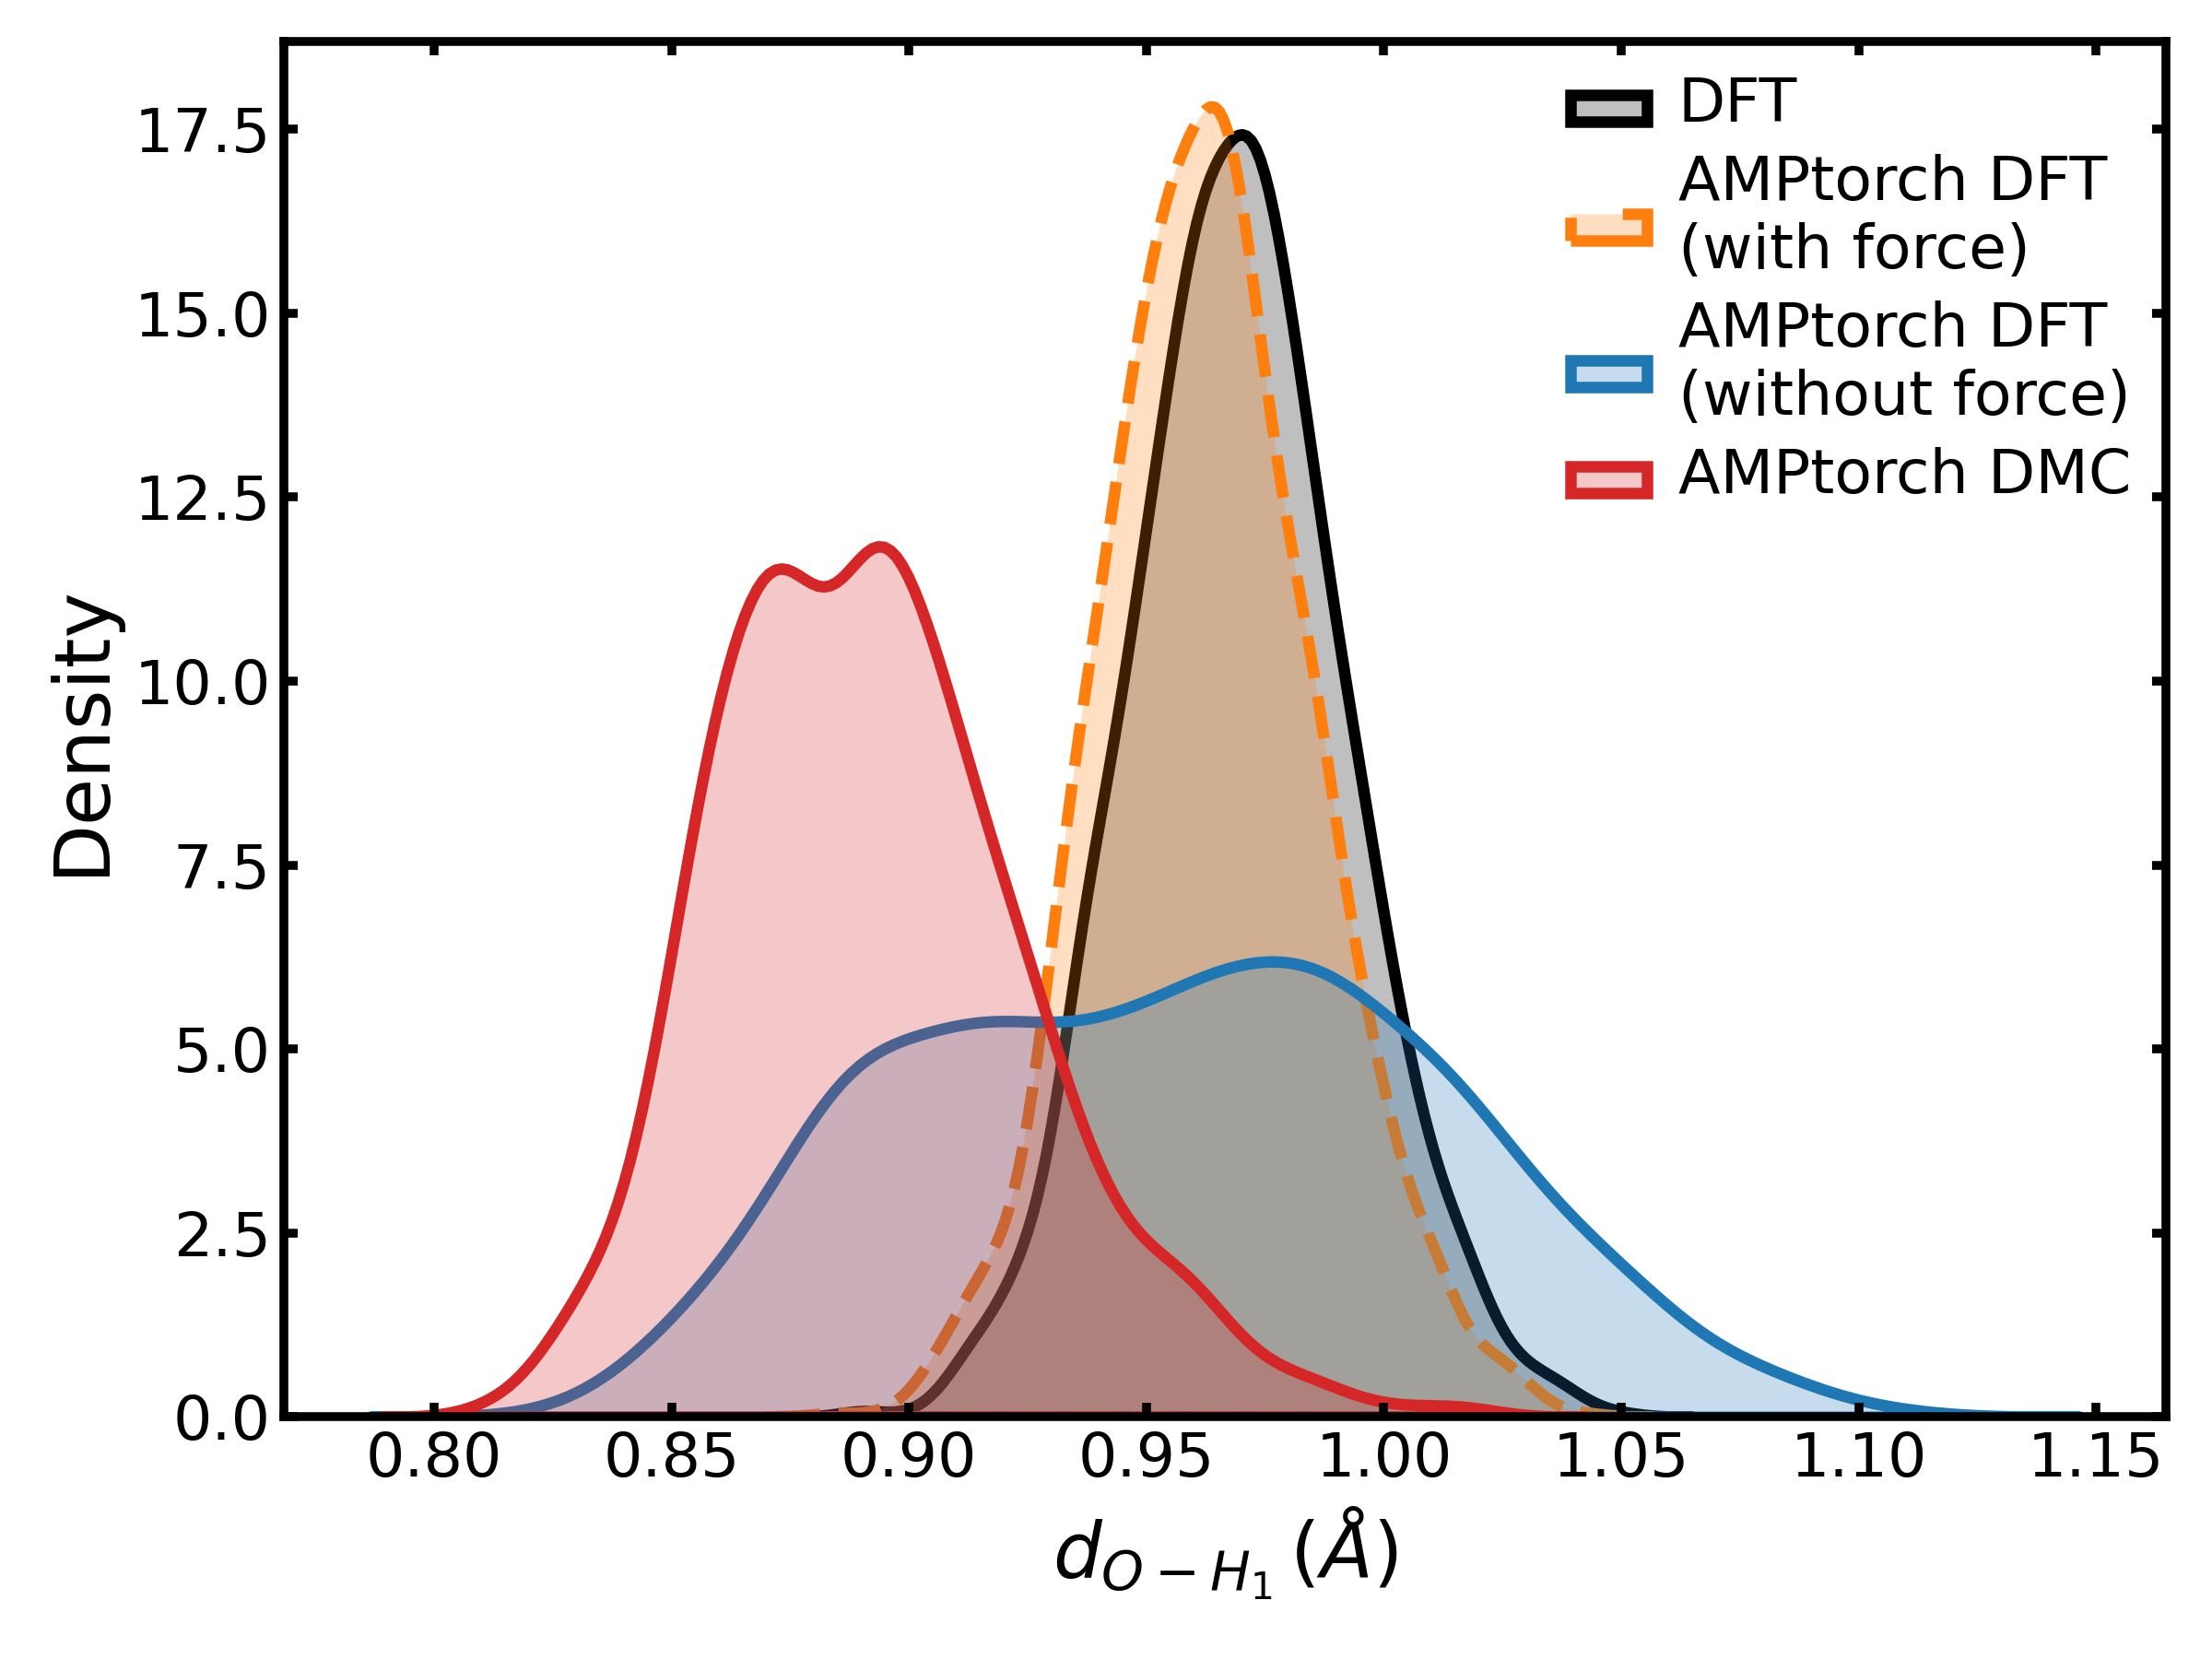 DFT
AMPtorch DFT
(with force)
AMPtorch DFT
(without force)
AMPtorch DMC
17.5
15.0
12.5
10.0
7.5
5.0
2.5
0.0
Density
0.80 0.85 0.90 0.95 1.00 1.05 1.10 1.15
d_{O−H_1} (Å)